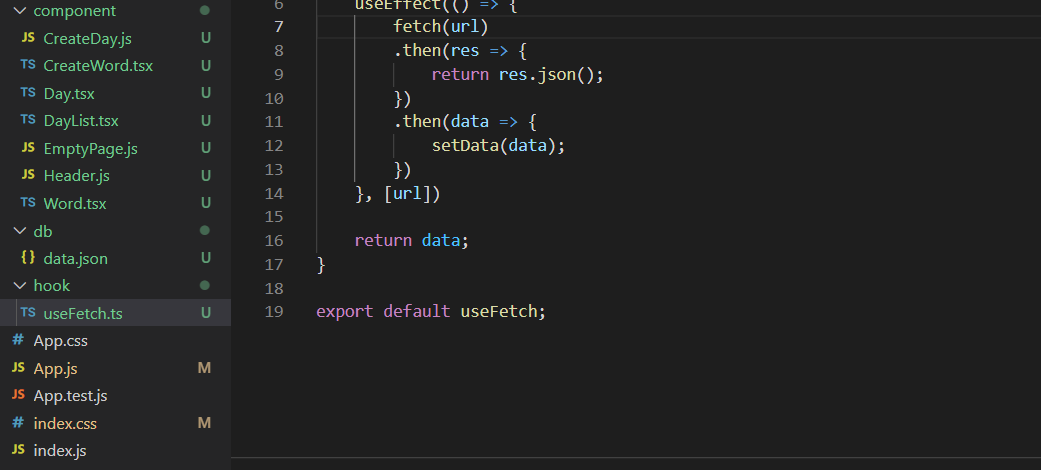 component
JS CreateDay.js U
TS CreateWord.tsx U
TS Day.tsx U
TS DayList.tsx U
JS EmptyPage.js U
JS Header.js U
TS Word.tsx U
db
{} data.json U
hook
TS useFetch.ts U
# App.css
JS App.js M
JS App.test.js
# index.css M
JS index.js
6 useEffect(() => {
7 fetch(url)
8 .then(res => {
9 return res.json();
10 })
11 .then(data => {
12 setData(data);
13 })
14 }, [url])
15
16 return data;
17 }
18
19 export default useFetch;